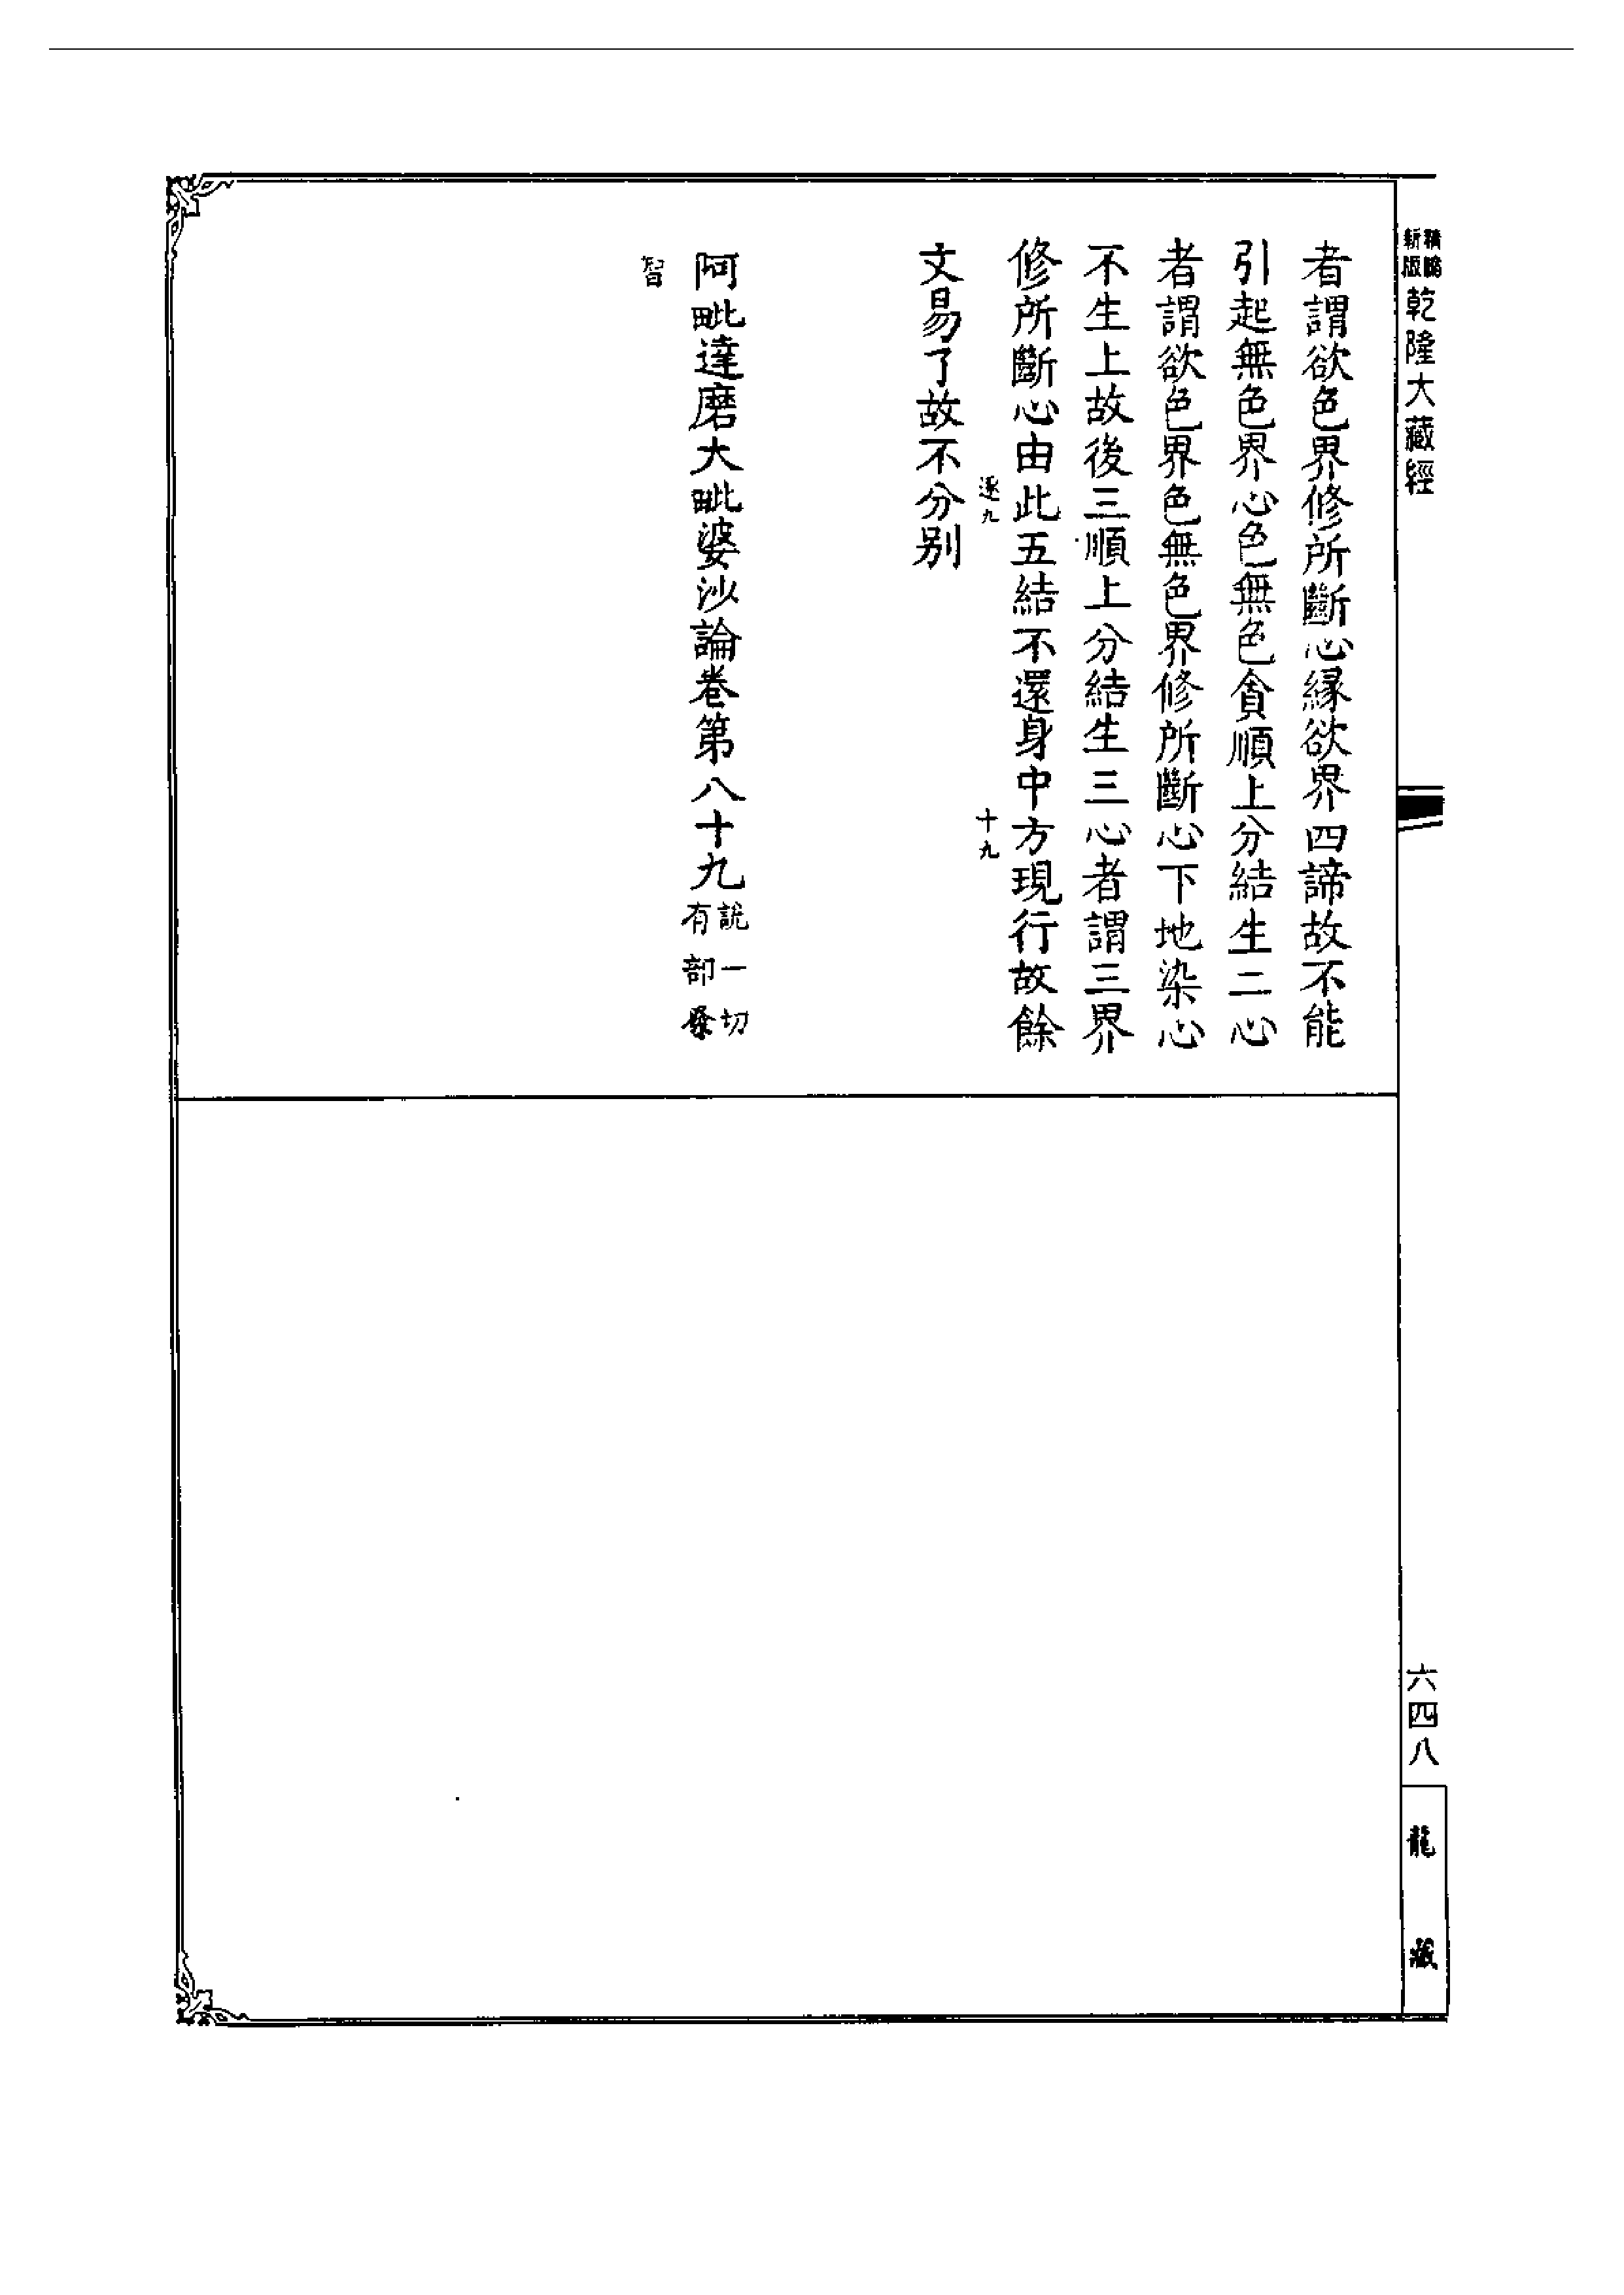 精縮新版
乾隆大藏經
者謂欲色界修所斷心緣欲界四諦故不能
引起無色界心色無色貪順上分結生二心
者謂欲色界色無色界修所斷心下地染心
不生上故後三順上分結生三心者謂三界
修所斷心由此五結不還身中方現行故餘
逐九
十九
文易了故不分別
阿毗達磨大毗婆沙論卷第八十九
說一切
有部發
智
六四八
龍藏